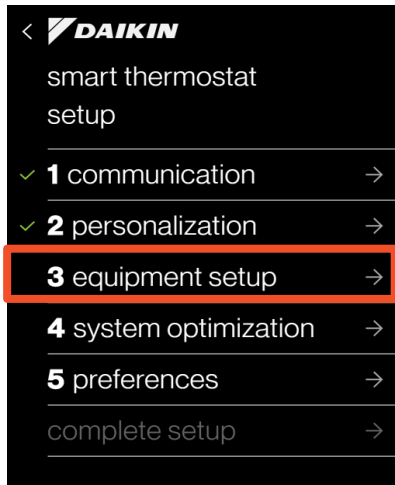 DAIKIN
smart thermostat
setup
1 communication
2 personalization
3 equipment setup
4 system optimization
5 preferences
complete setup